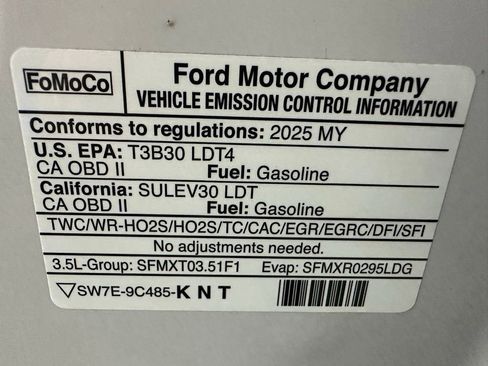 FoMoCo
Ford Motor Company
VEHICLE EMISSION CONTROL INFORMATION
Conforms to regulations: 2025 MY
U.S. EPA: T3B30 LDT4
CA OBD II Fuel: Gasoline
California: SULEV30 LDT
CA OBD II Fuel: Gasoline
TWC/WR-HO2S/HO2S/TC/CAC/EGR/EGRC/DFI/SFI
No adjustments needed.
3.5L-Group: SFMXT03.51F1 Evap: SFMXR0295LDG
SW7E-9C485-KNT